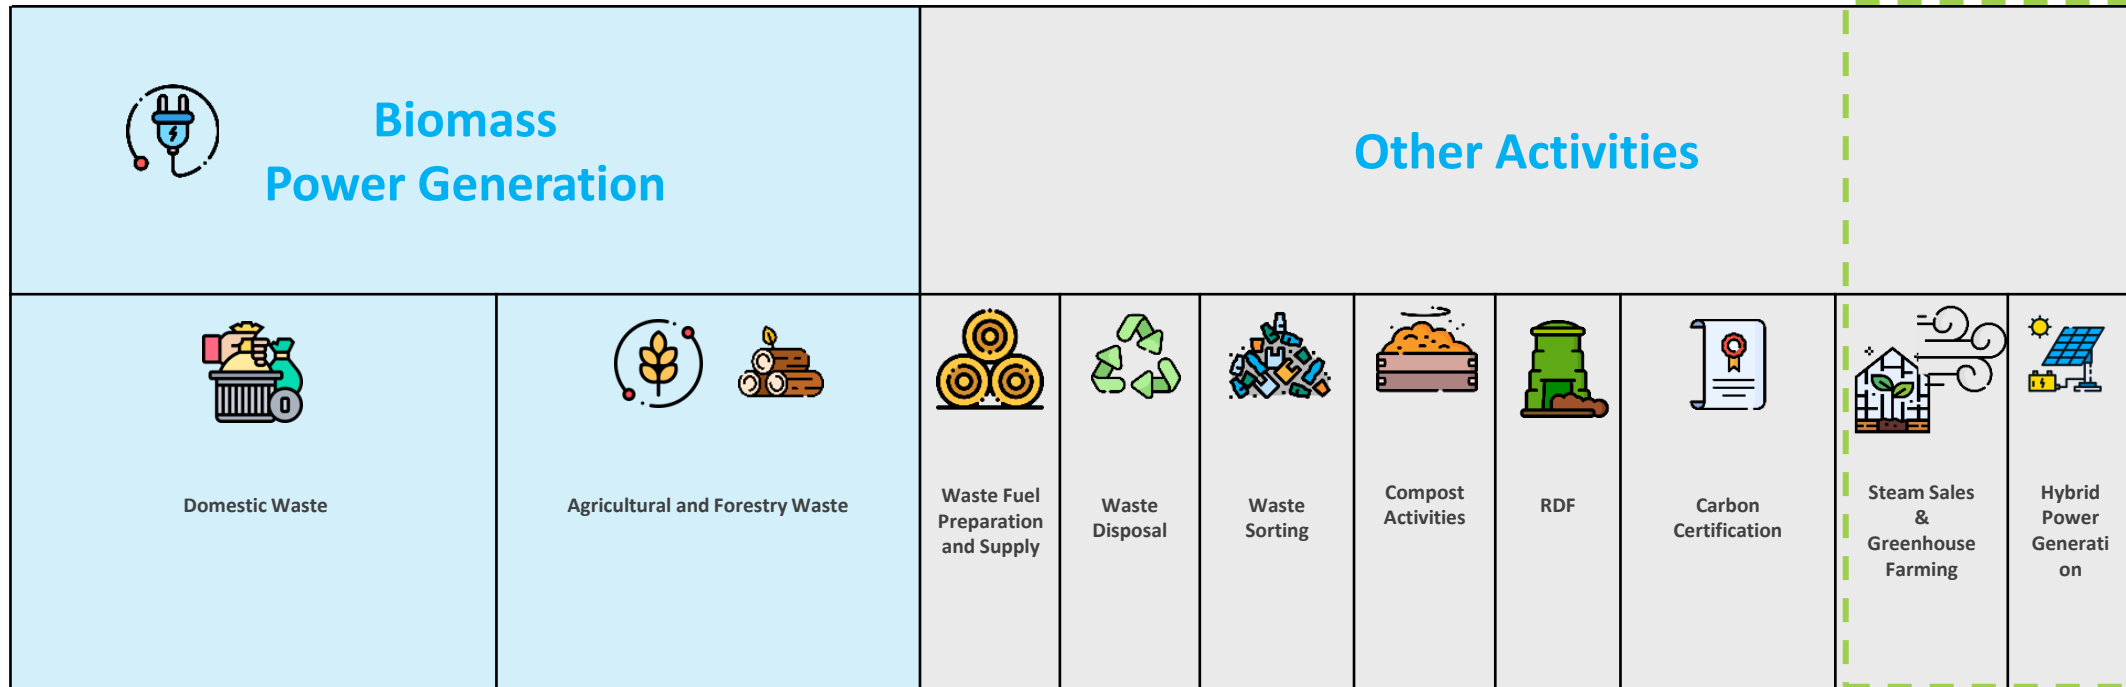 Biomass
Power Generation
Other Activities
Domestic Waste
Agricultural and Forestry Waste
Waste Fuel
Preparation
and Supply
Waste
Disposal
Waste
Sorting
Compost
Activities
RDF
Carbon
Certification
Steam Sales
&
Greenhouse
Farming
Hybrid
Power
Generati
on